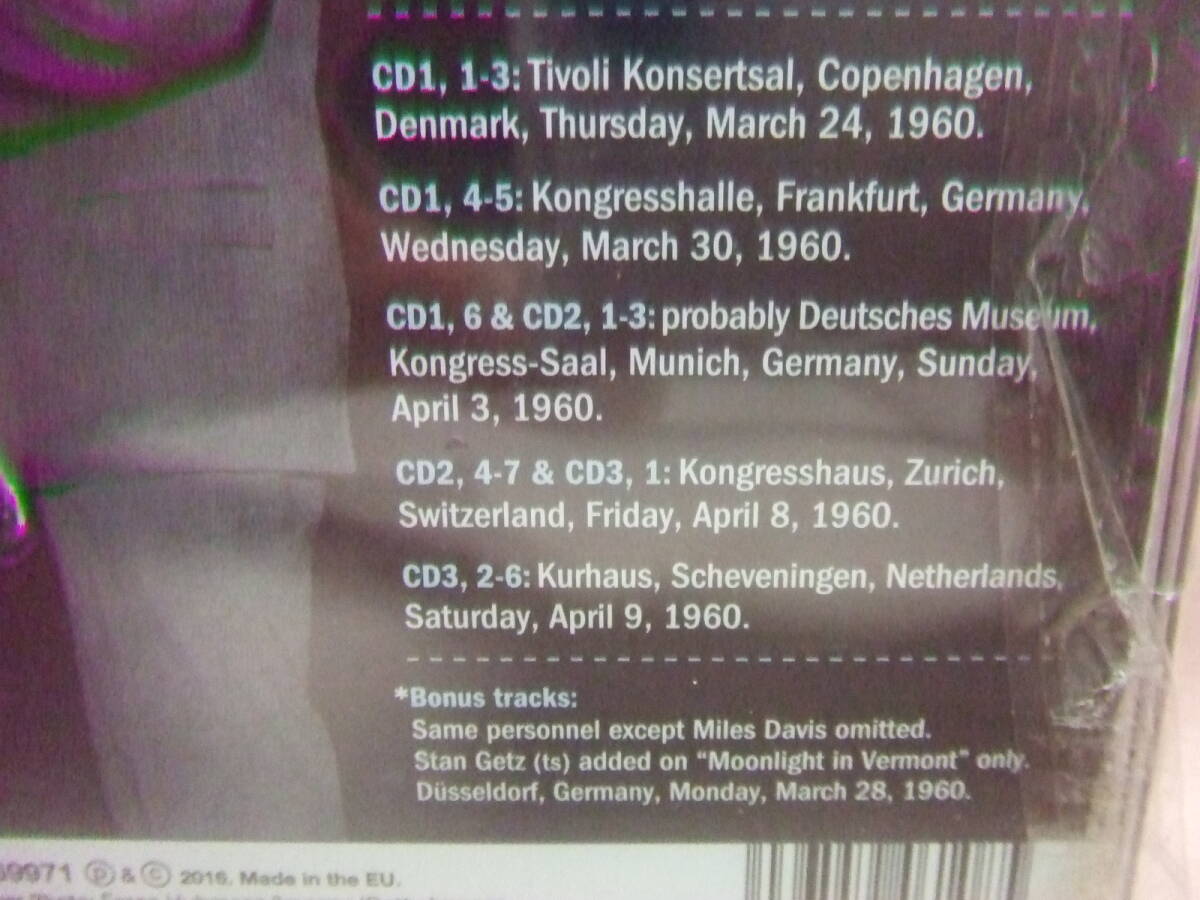 CD1, 1-3: Tivoli Konsertsal, Copenhagen,
Denmark, Thursday, March 24, 1960.
CD1, 4-5: Kongresshalle, Frankfurt, Germany,
Wednesday, March 30, 1960.
CD1, 6 & CD2, 1-3: probably Deutsches Museum,
Kongress-Saal, Munich, Germany, Sunday,
April 3, 1960.
CD2, 4-7 & CD3, 1: Kongresshaus, Zurich,
Switzerland, Friday, April 8, 1960.
CD3, 2-6: Kurhaus, Scheveningen, Netherlands,
Saturday, April 9, 1960.
*Bonus tracks:
Same personnel except Miles Davis omitted.
Stan Getz (ts) added on "Moonlight in Vermont" only.
Düsseldorf, Germany, Monday, March 28, 1960.
69971 Ⓟ & © 2016. Made in the EU.